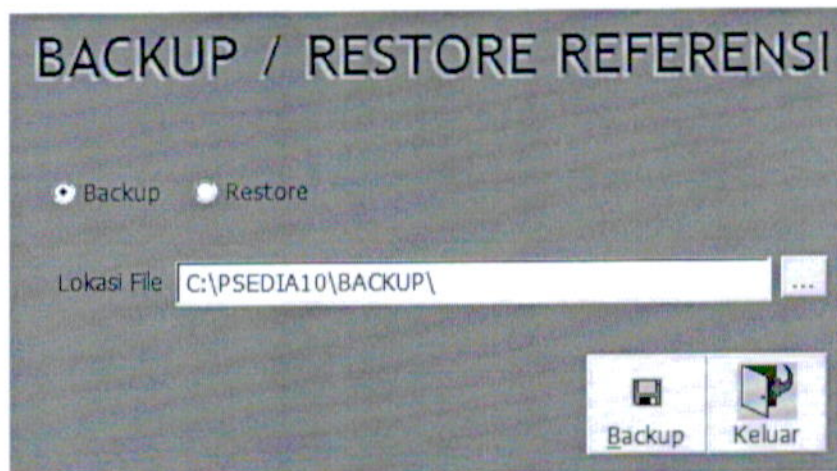 BACKUP / RESTORE REFERENSI
Backup Restore
Lokasi File C:\PSEDIA10\BACKUP\ ...
Backup Keluar